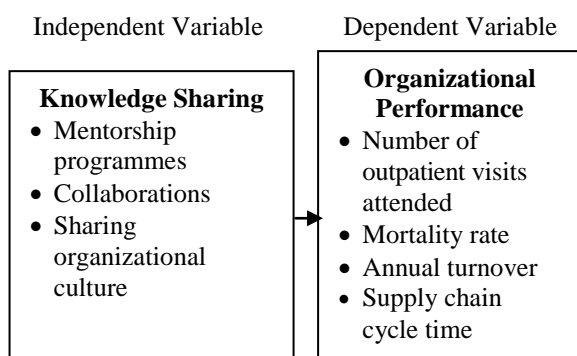 Independent Variable
Dependent Variable
Knowledge Sharing
• Mentorship
programmes
• Collaborations
• Sharing
organizational
culture
Organizational
Performance
• Number of
outpatient visits
attended
• Mortality rate
• Annual turnover
• Supply chain
cycle time